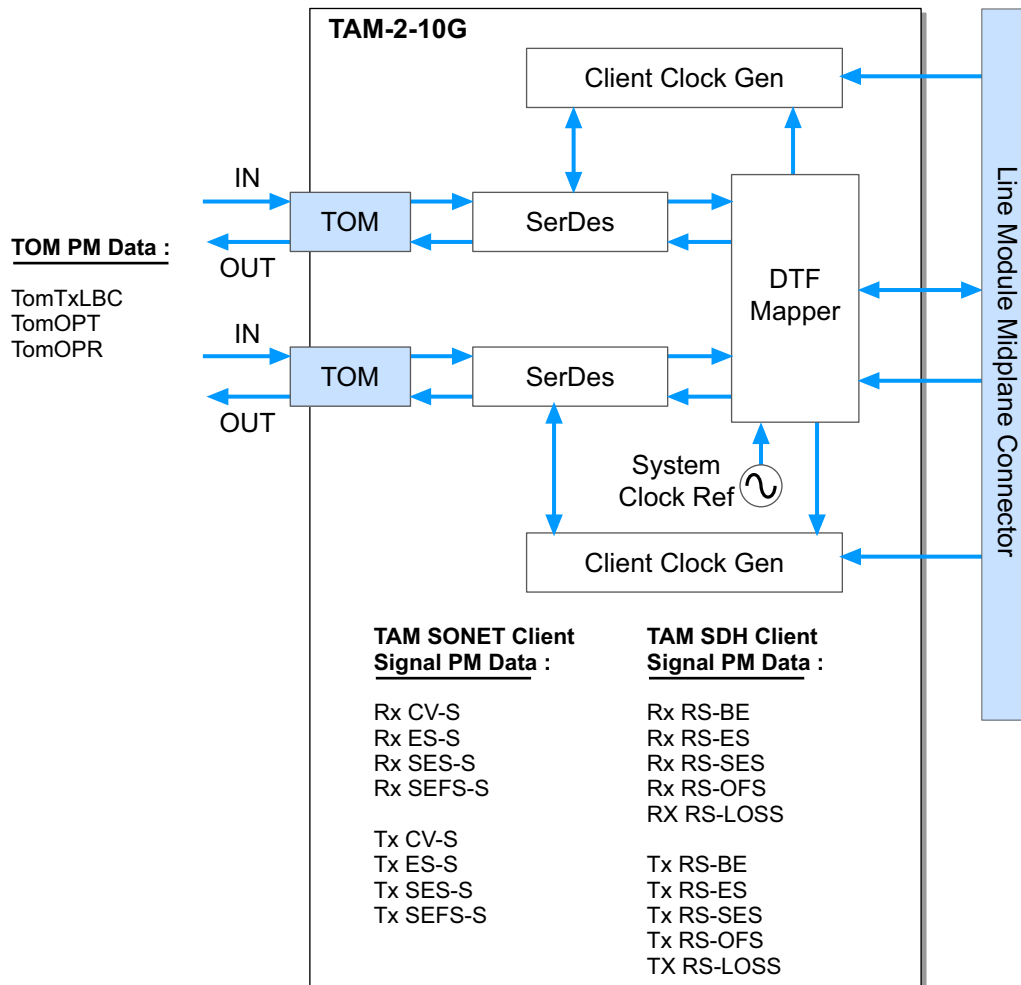 TAM-2-10G
Client Clock Gen
IN
TOM
SerDes
OUT
TOM PM Data :
TomTxLBC
TomOPT
TomOPR
DTF
Mapper
IN
TOM
SerDes
OUT
System
Clock Ref
Client Clock Gen
Line Module Midplane Connector
TAM SONET Client
Signal PM Data :
Rx CV-S
Rx ES-S
Rx SES-S
Rx SEFS-S
Tx CV-S
Tx ES-S
Tx SES-S
Tx SEFS-S
TAM SDH Client
Signal PM Data :
Rx RS-BE
Rx RS-ES
Rx RS-SES
Rx RS-OFS
RX RS-LOSS
Tx RS-BE
Tx RS-ES
Tx RS-SES
Tx RS-OFS
TX RS-LOSS